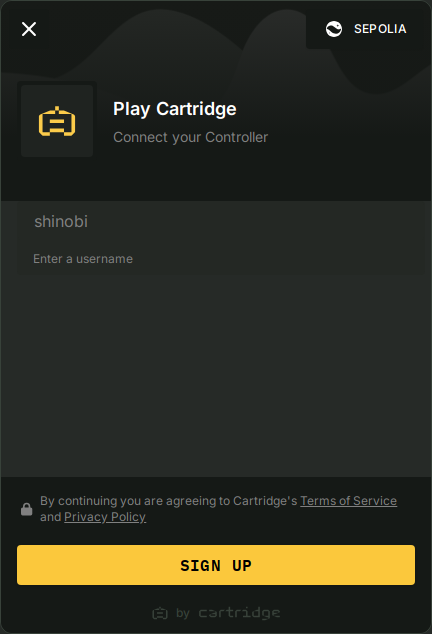 SEPOLIA
Play Cartridge
Connect your Controller
shinobi
Enter a username
By continuing you are agreeing to Cartridge's Terms of Service
and Privacy Policy
SIGN UP
by cartridge